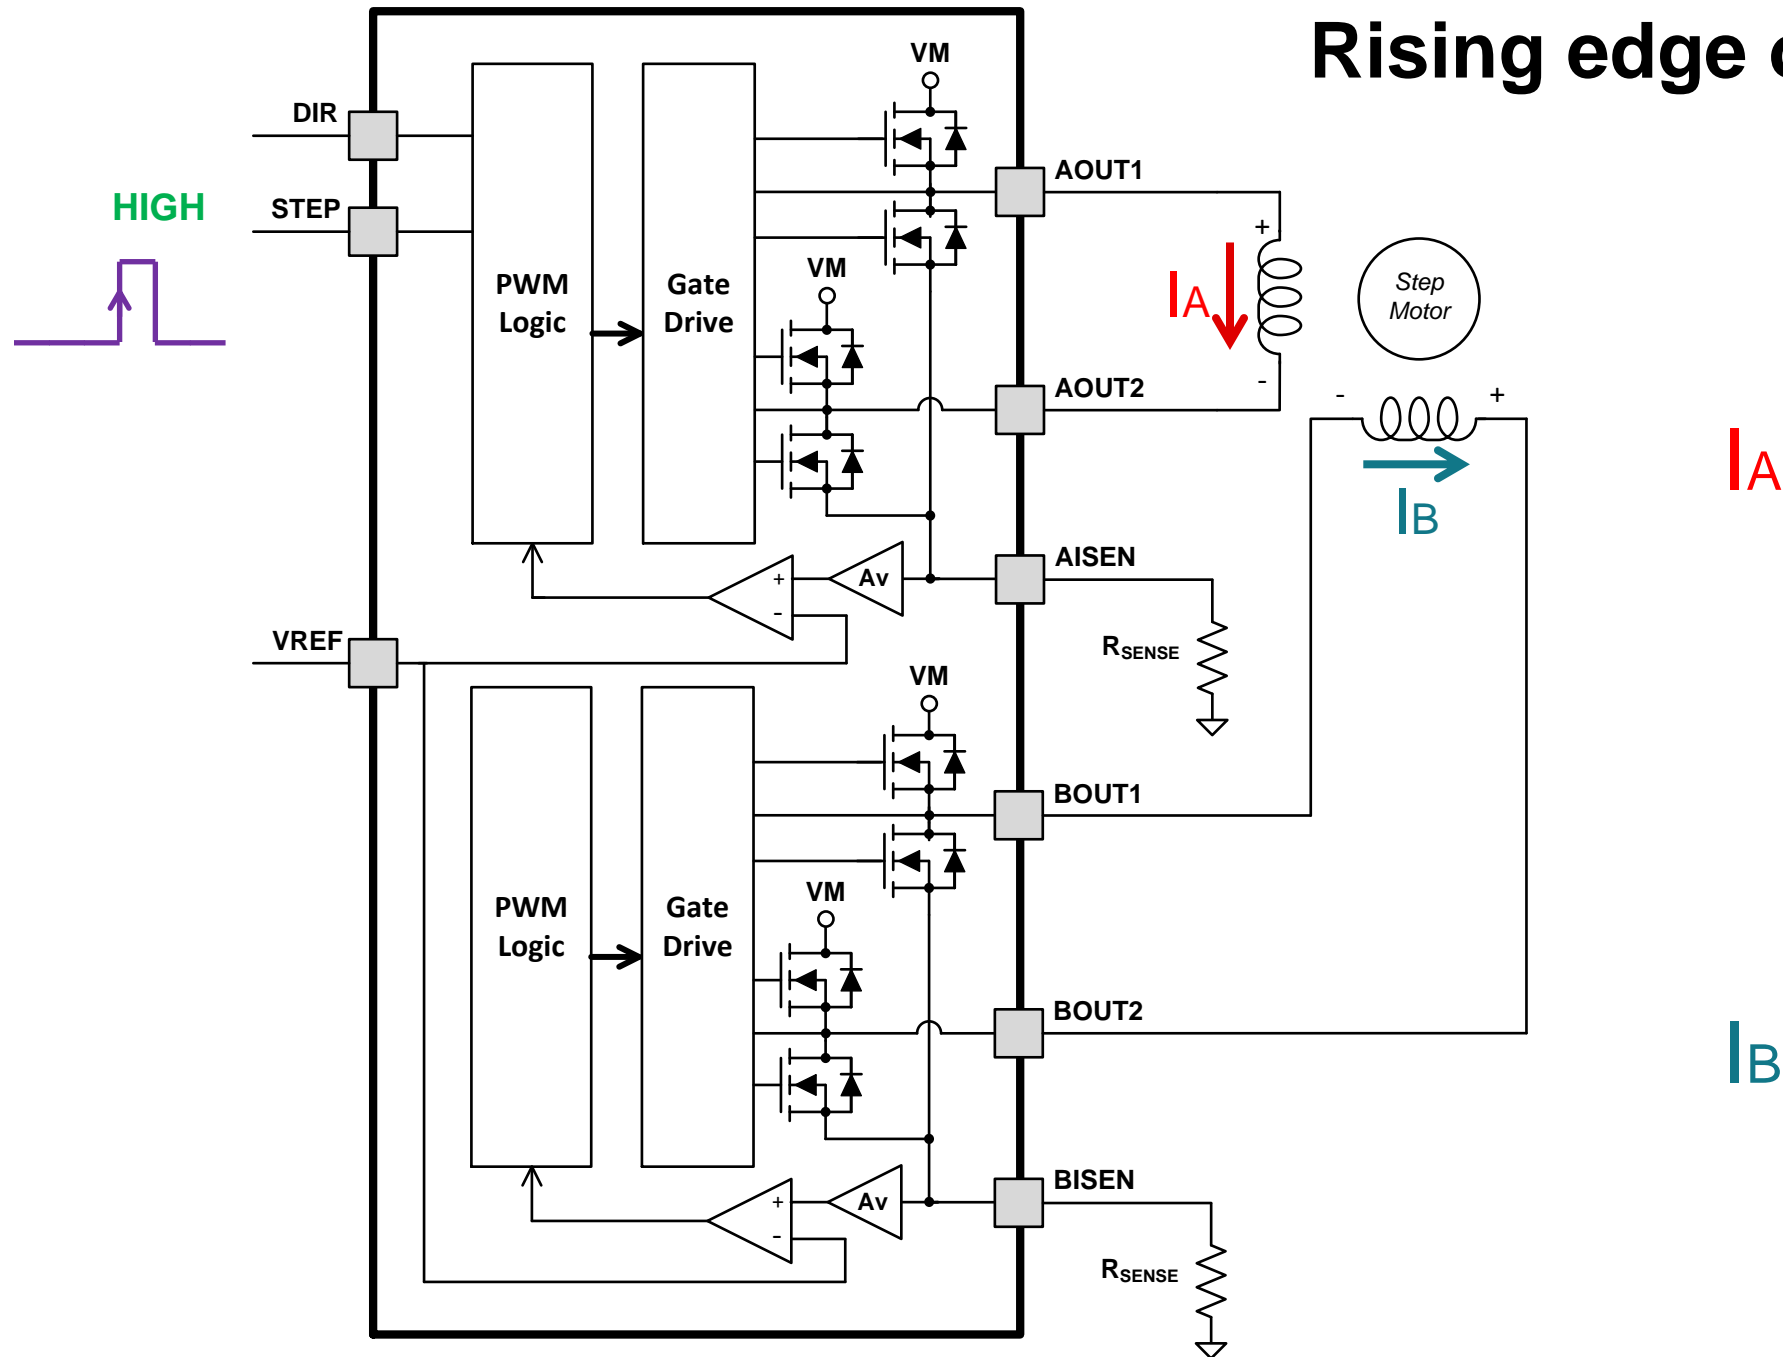 Rising edge
VM
DIR
AOUT1
HIGH
STEP
+
PWM
Logic
Gate
Drive
VM
IA
Step
Motor
-
AOUT2
-
+
IA
IB
AISEN
+
Av
-
VREF
RSENSE
VM
BOUT1
PWM
Logic
Gate
Drive
VM
BOUT2
IB
BISEN
+
Av
-
RSENSE